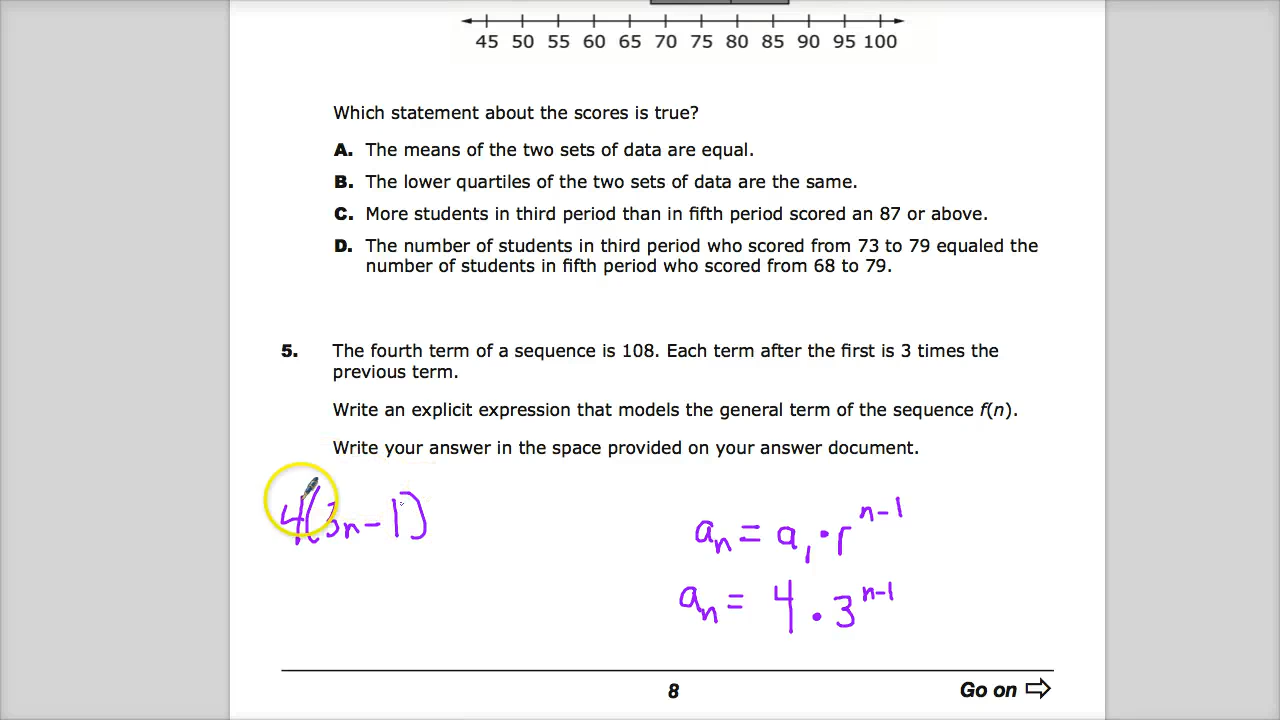 45 50 55 60 65 70 75 80 85 90 95 100
Which statement about the scores is true?
A. The means of the two sets of data are equal.
B. The lower quartiles of the two sets of data are the same.
C. More students in third period than in fifth period scored an 87 or above.
D. The number of students in third period who scored from 73 to 79 equaled the
number of students in fifth period who scored from 68 to 79.
5. The fourth term of a sequence is 108. Each term after the first is 3 times the
previous term.
Write an explicit expression that models the general term of the sequence f(n).
Write your answer in the space provided on your answer document.
4(3n-1)
aₙ = a₁ • r^(n-1)
aₙ = 4 • 3^(n-1)
8
Go on